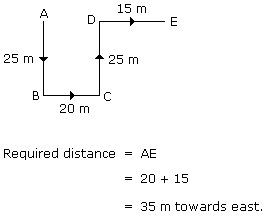 15 m
A D E
25 m 25 m
B C
20 m
Required distance = AE
= 20 + 15
= 35 m towards east.